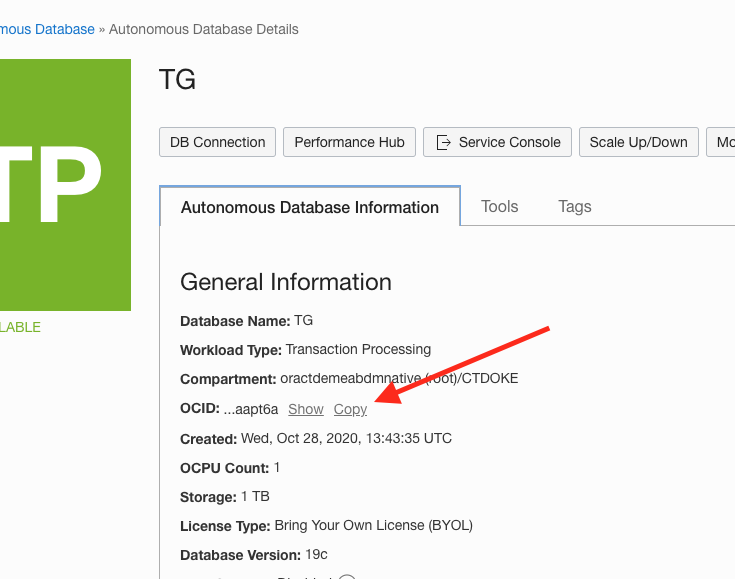 mous Database » Autonomous Database Details
TP
LABLE
TG
DB Connection Performance Hub Service Console Scale Up/Down Mo
Autonomous Database Information Tools Tags
General Information
Database Name: TG
Workload Type: Transaction Processing
Compartment: oractdemeabdmnative (root)/CTDOKE
OCID: ...aapt6a Show Copy
Created: Wed, Oct 28, 2020, 13:43:35 UTC
OCPU Count: 1
Storage: 1 TB
License Type: Bring Your Own License (BYOL)
Database Version: 19c